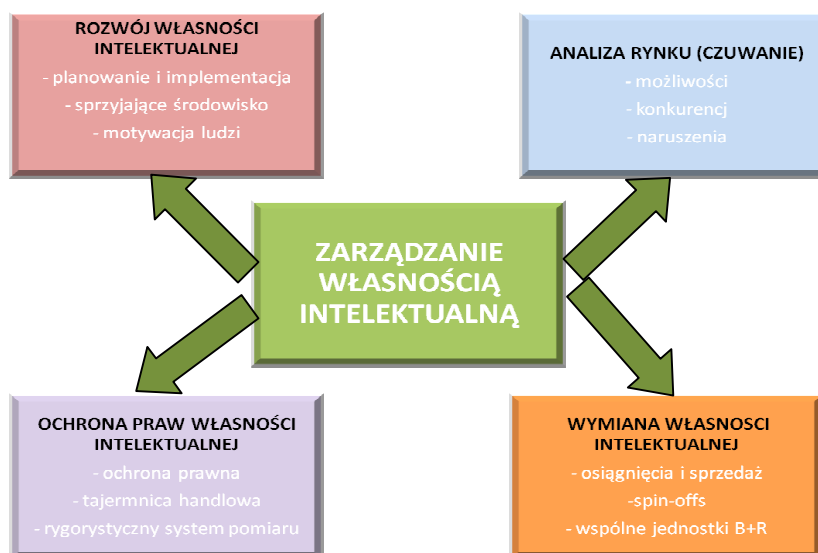 ROZWÓJ WŁASNOŚCI
INTELEKTUALNEJ
- planowanie i implementacja
- sprzyjające środowisko
- motywacja ludzi
ANALIZA RYNKU (CZUWANIE)
- możliwości
- konkurencj
- naruszenia
ZARZĄDZANIE
WŁASNOŚCIĄ
INTELEKTUALNĄ
OCHRONA PRAW WŁASNOŚCI
INTELEKTUALNEJ
- ochrona prawna
- tajermnica handlowa
- rygorystyczny system pomiaru
WYMIANA WŁASNOSCI
INTELEKTUALNEJ
- osiągnięcia i sprzedaż
-spin-offs
- wspólne jednostki B+R